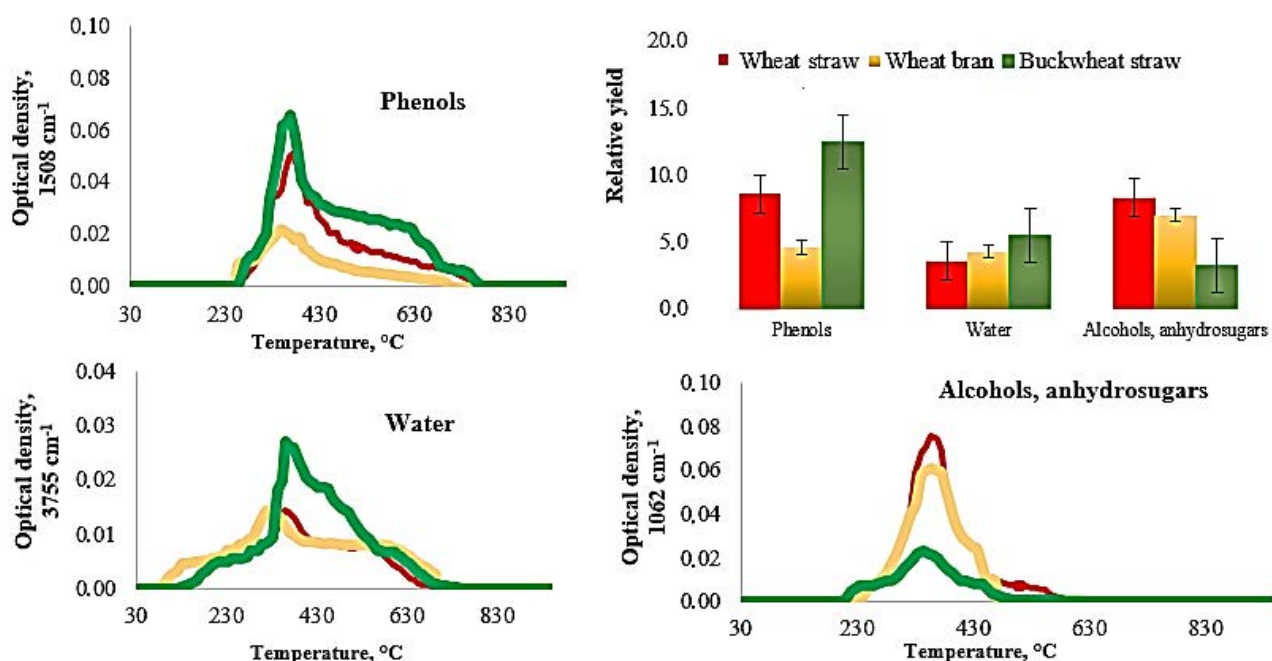 Optical density,
1508 cm⁻¹
0.10
0.08
0.06
0.04
0.02
0.00
Phenols
30 230 430 630 830
Temperature, °C
Relative yield
20.0
15.0
10.0
5.0
0.0
Wheat straw Wheat bran Buckwheat straw
Phenols Water Alcohols, anhydrosugars
Optical density,
3755 cm⁻¹
0.04
0.03
0.02
0.01
0.00
Water
30 230 430 630 830
Temperature, °C
Optical density,
1062 cm⁻¹
0.10
0.08
0.06
0.04
0.02
0.00
Alcohols, anhydrosugars
30 230 430 630 830
Temperature, °C